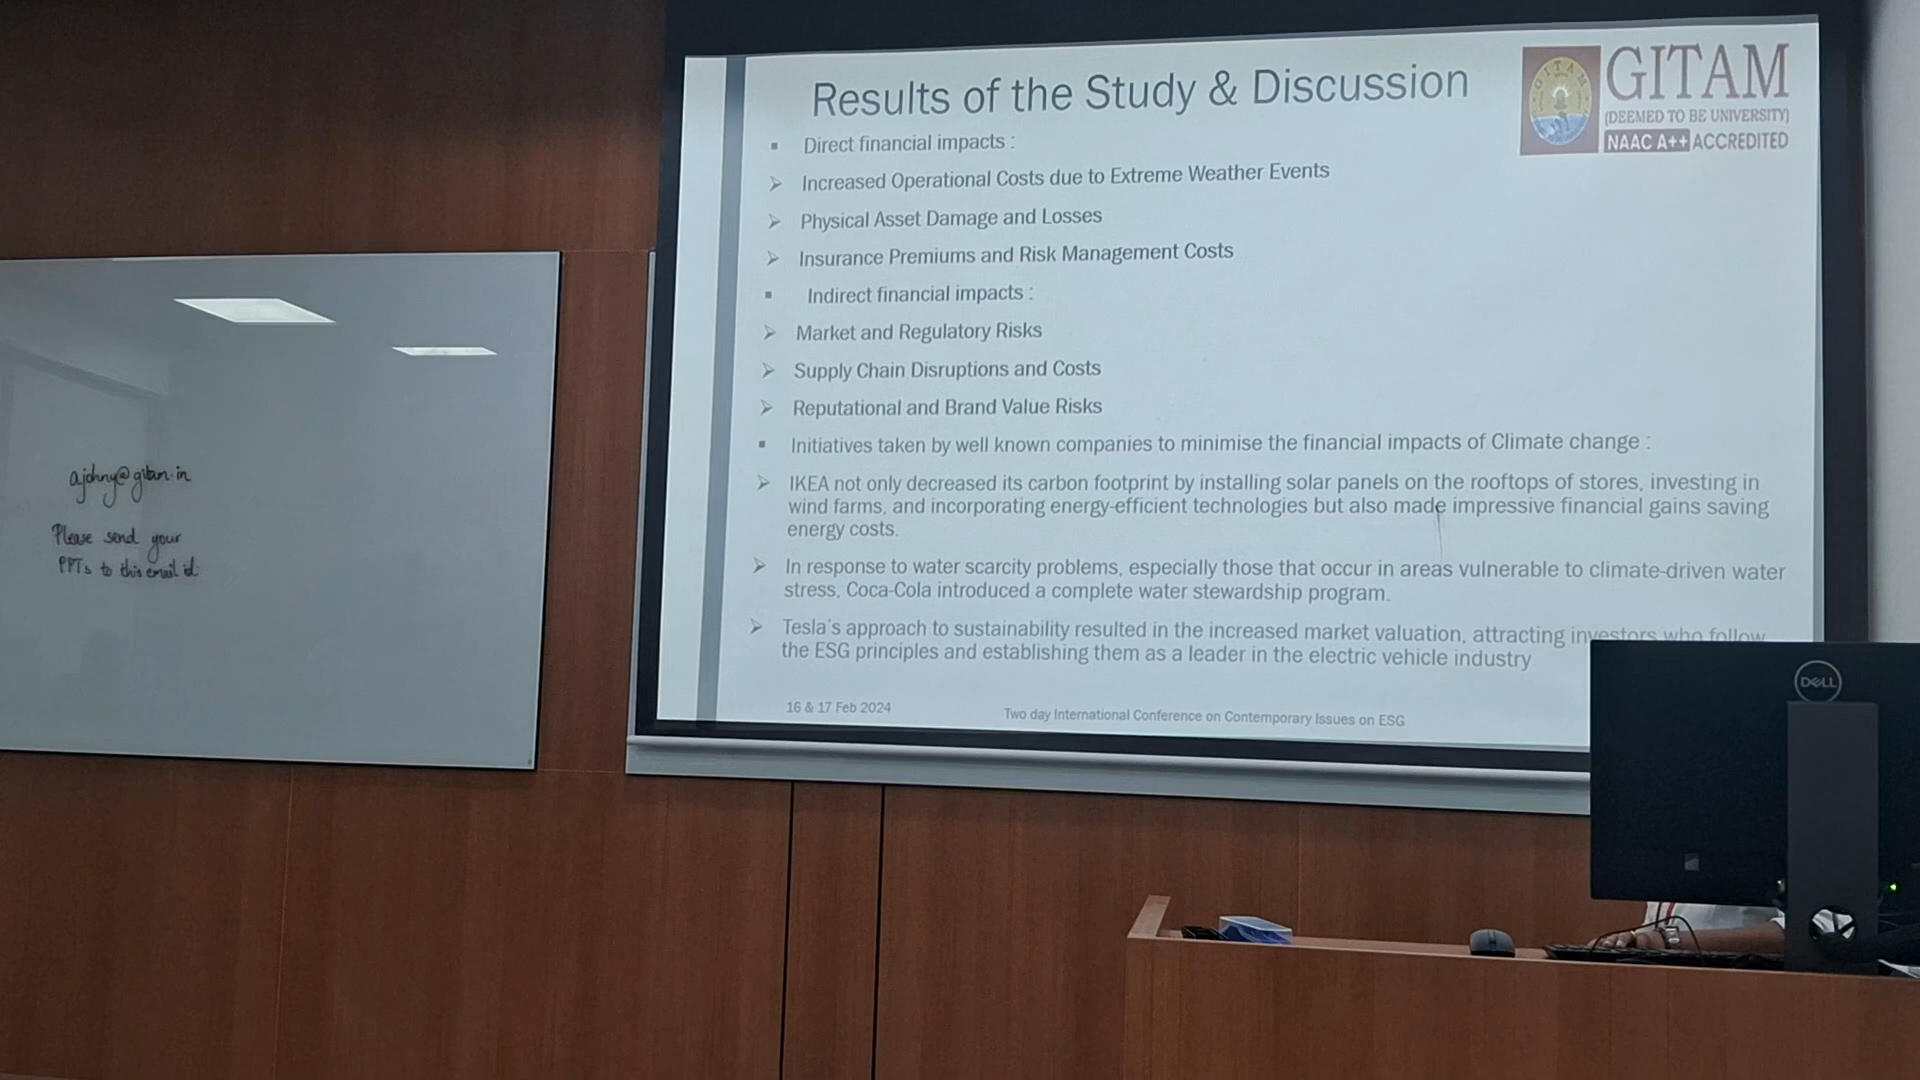 Results of the Study & Discussion
GITAM
(DEEMED TO BE UNIVERSITY)
NAAC A++ ACCREDITED
GITAM
Direct financial impacts :
Increased Operational Costs due to Extreme Weather Events
Physical Asset Damage and Losses
Insurance Premiums and Risk Management Costs
Indirect financial impacts :
Market and Regulatory Risks
Supply Chain Disruptions and Costs
Reputational and Brand Value Risks
Initiatives taken by well known companies to minimise the financial impacts of Climate change :
IKEA not only decreased its carbon footprint by installing solar panels on the rooftops of stores, investing in
wind farms, and incorporating energy-efficient technologies but also made impressive financial gains saving
energy costs.
In response to water scarcity problems, especially those that occur in areas vulnerable to climate-driven water
stress, Coca-Cola introduced a complete water stewardship program.
Tesla's approach to sustainability resulted in the increased market valuation, attracting investors who follow
the ESG principles and establishing them as a leader in the electric vehicle industry
16 & 17 Feb 2024
Two day International Conference on Contemporary Issues on ESG
ajohny@gitam.in
Please send your
PPTs to this email id
DELL